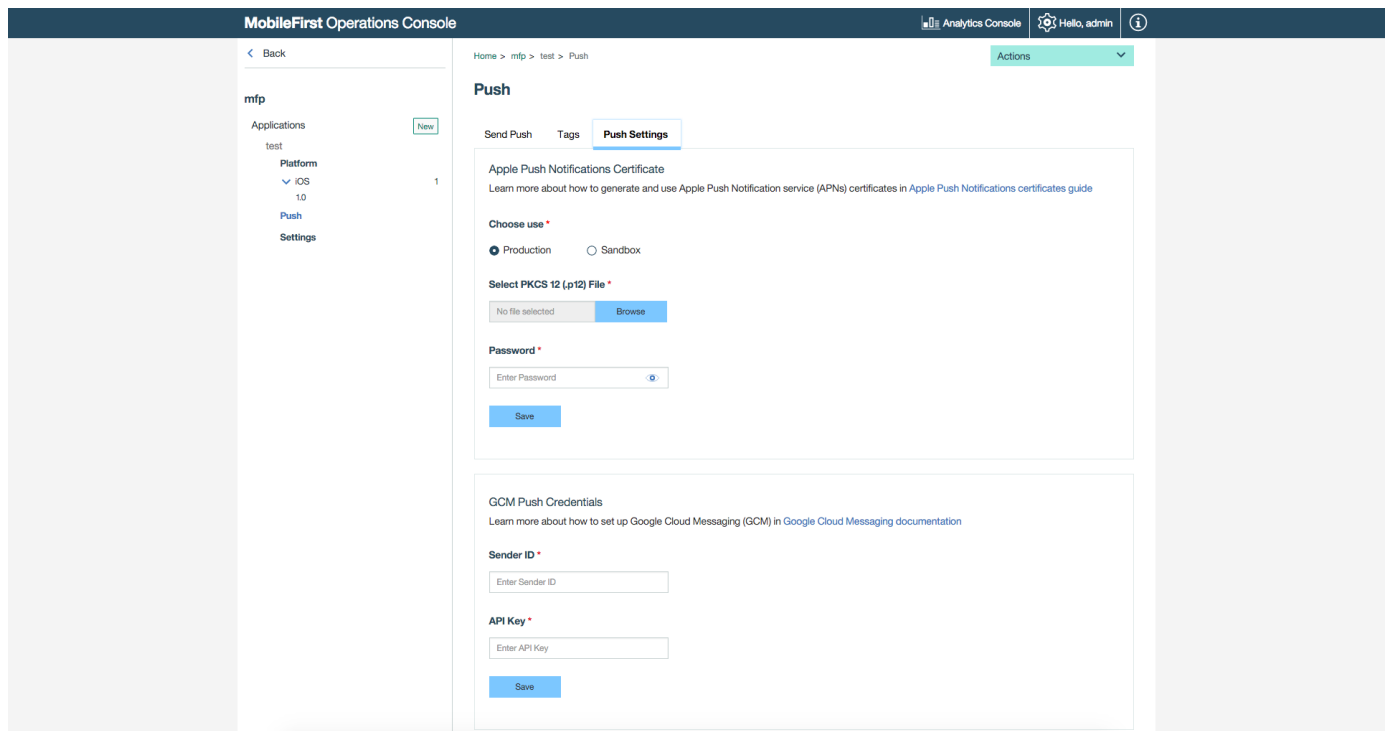 MobileFirst Operations Console
Analytics Console
Hello, admin
Back
mfp
Applications
New
test
Platform
iOS
1
1.0
Push
Settings
Home > mfp > test > Push
Actions
Push
Send Push
Tags
Push Settings
Apple Push Notifications Certificate
Learn more about how to generate and use Apple Push Notification service (APNs) certificates in Apple Push Notifications certificates guide
Choose use *
Production
Sandbox
Select PKCS 12 (.p12) File *
No file selected
Browse
Password *
Enter Password
Save
GCM Push Credentials
Learn more about how to set up Google Cloud Messaging (GCM) in Google Cloud Messaging documentation
Sender ID *
Enter Sender ID
API Key *
Enter API Key
Save